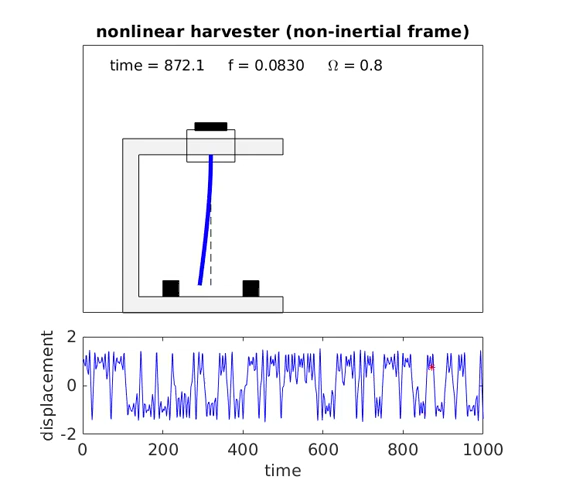 nonlinear harvester (non-inertial frame)
time = 872.1 f = 0.0830 Ω = 0.8
2
0
-2
displacement
0 200 400 600 800 1000
time